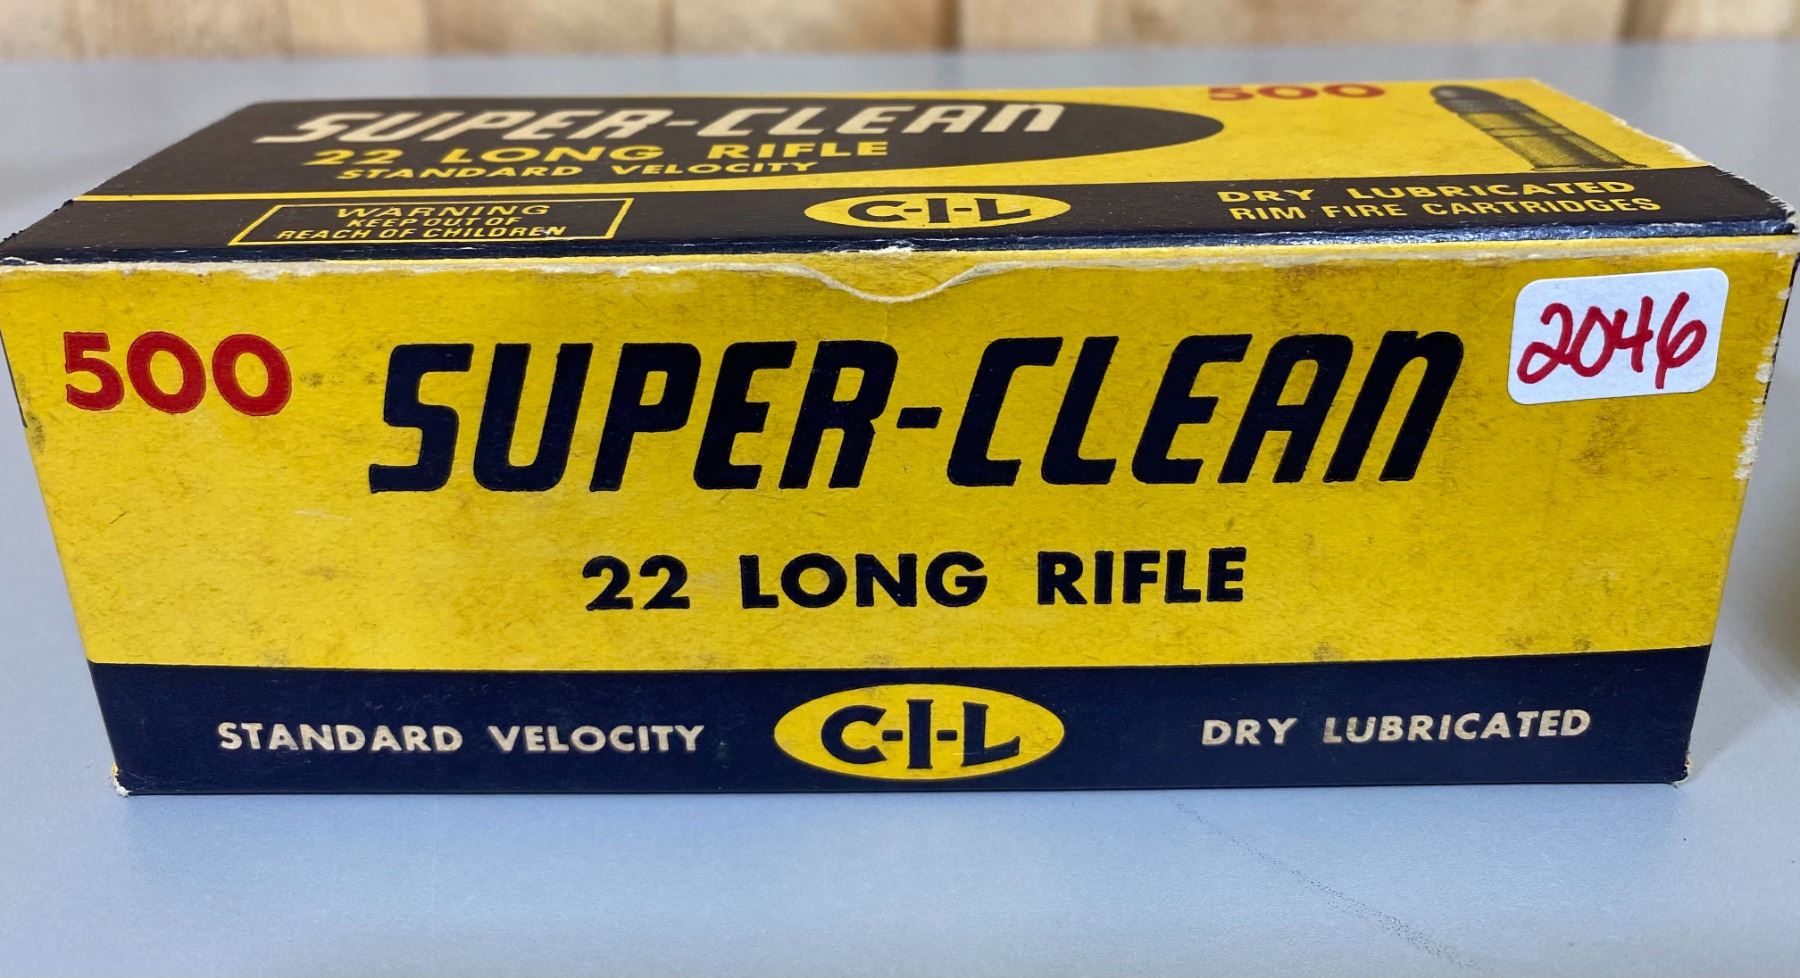 SUPER-CLEAN 500
22 LONG RIFLE
STANDARD VELOCITY
WARNING
KEEP OUT OF
REACH OF CHILDREN
C-I-L
DRY LUBRICATED
RIM FIRE CARTRIDGES
500 SUPER-CLEAN 2046
22 LONG RIFLE
STANDARD VELOCITY C-I-L DRY LUBRICATED